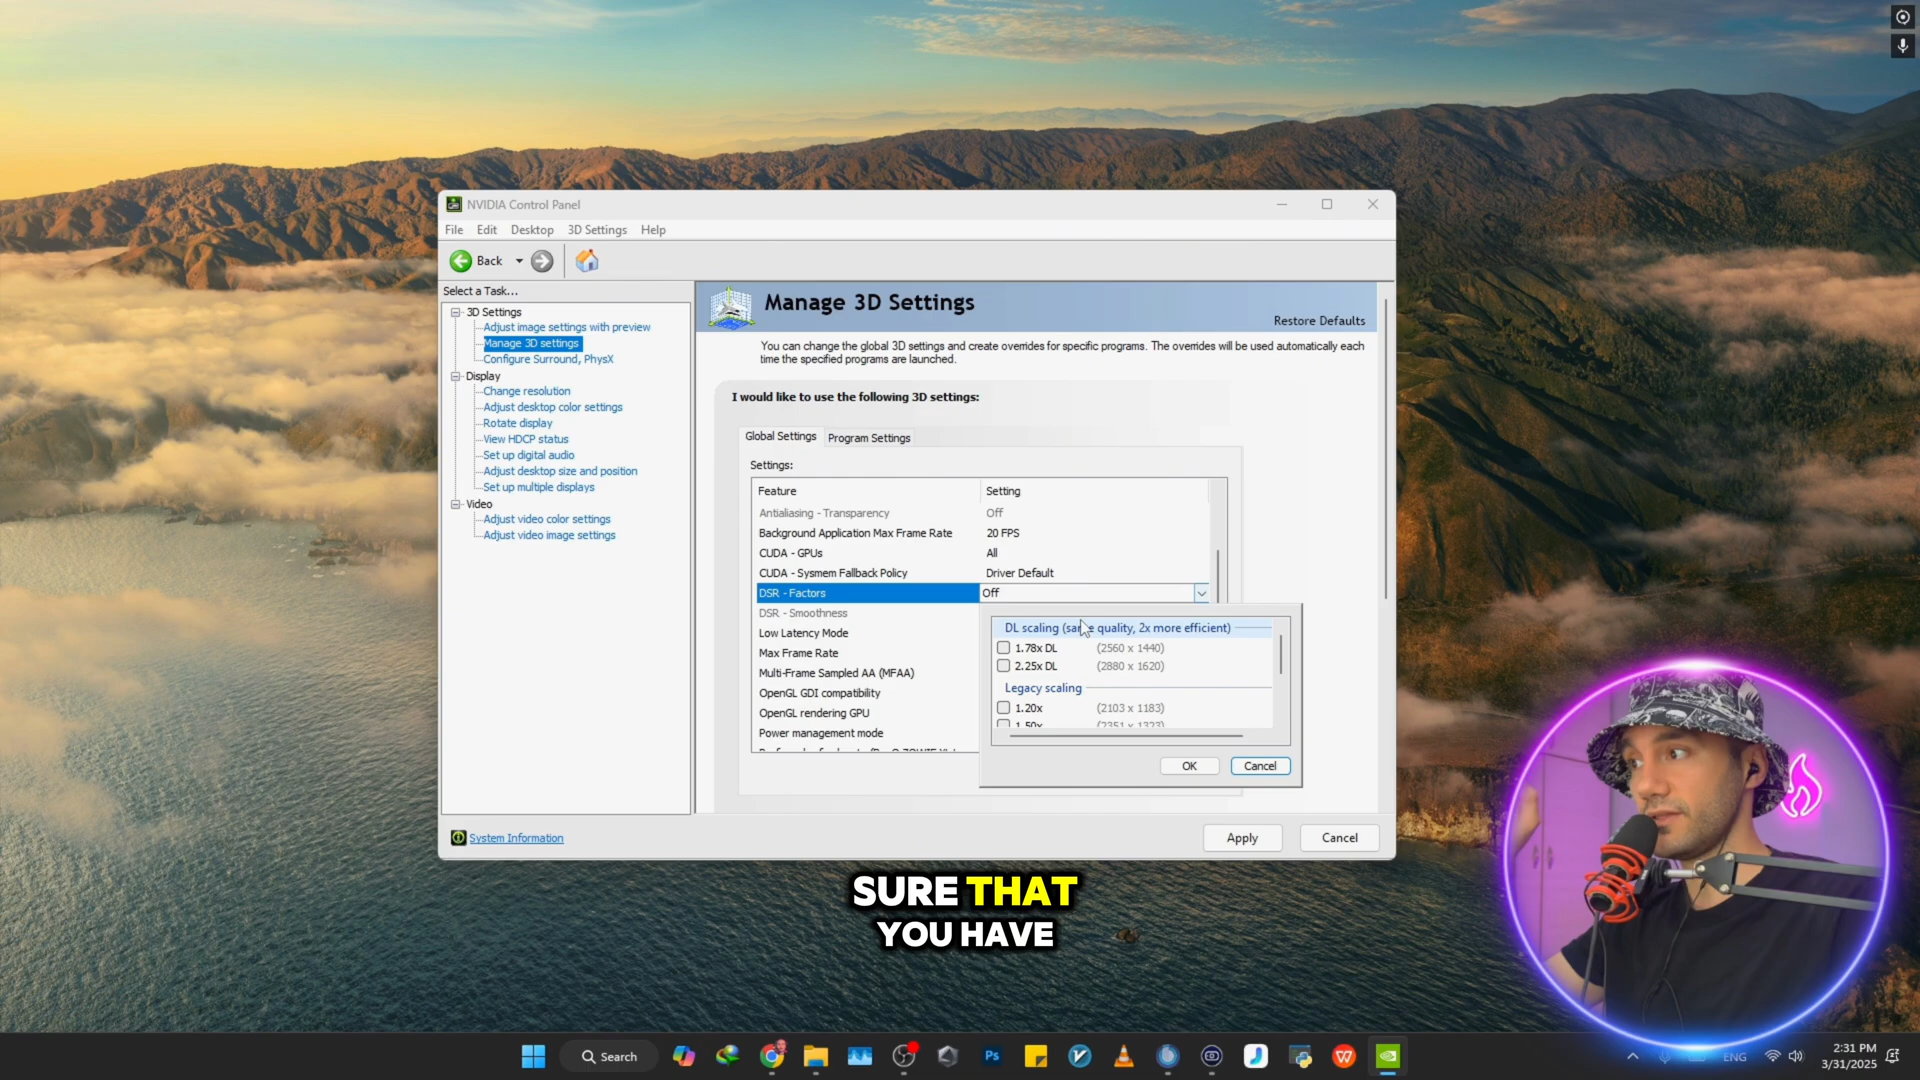 NVIDIA Control Panel
File Edit Desktop 3D Settings Help
Back
Select a Task...
3D Settings
Adjust image settings with preview
Manage 3D settings
Configure Surround, PhysX
Display
Change resolution
Adjust desktop color settings
Rotate display
View HDCP status
Set up digital audio
Adjust desktop size and position
Set up multiple displays
Video
Adjust video color settings
Adjust video image settings
System Information
Manage 3D Settings
Restore Defaults
You can change the global 3D settings and create overrides for specific programs. The overrides will be used automatically each
time the specified programs are launched.
I would like to use the following 3D settings:
Global Settings Program Settings
Settings:
Feature Setting
Antialiasing - Transparency Off
Background Application Max Frame Rate 20 FPS
CUDA - GPUs All
CUDA - Sysmem Fallback Policy Driver Default
DSR - Factors Off
DSR - Smoothness
Low Latency Mode
Max Frame Rate
Multi-Frame Sampled AA (MFAA)
OpenGL GDI compatibility
OpenGL rendering GPU
Power management mode
DL scaling (same quality, 2x more efficient)
1.78x DL (2560 x 1440)
2.25x DL (2880 x 1620)
Legacy scaling
1.20x (2103 x 1183)
1.50x (2351 x 1323)
OK Cancel
Apply Cancel
SURE THAT
YOU HAVE
Search
Ps
ENG
2:31 PM
3/31/2025